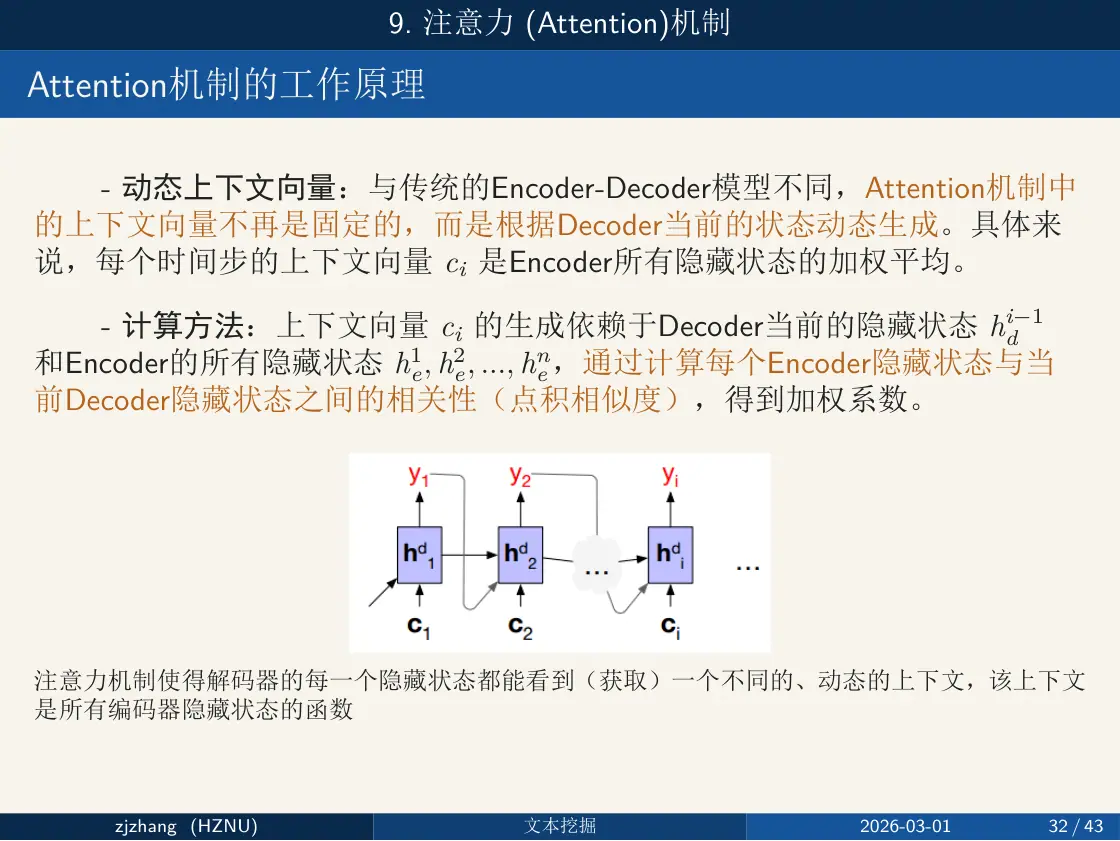 9. 注意力 (Attention)机制
Attention机制的工作原理
- 动态上下文向量：与传统的Encoder-Decoder模型不同，Attention机制中
的上下文向量不再是固定的，而是根据Decoder当前的状态动态生成。具体来
说，每个时间步的上下文向量 c_i 是Encoder所有隐藏状态的加权平均。
- 计算方法：上下文向量 c_i 的生成依赖于Decoder当前的隐藏状态 h_d^{i−1}
和Encoder的所有隐藏状态 h_e^1, h_e^2, ..., h_e^n，通过计算每个Encoder隐藏状态与当
前Decoder隐藏状态之间的相关性（点积相似度），得到加权系数。
y_1 y_2 y_i
h^d_1 h^d_2 ... h^d_i ...
c_1 c_2 c_i
注意力机制使得解码器的每一个隐藏状态都能看到（获取）一个不同的、动态的上下文，该上下文
是所有编码器隐藏状态的函数
zjzhang (HZNU) 文本挖掘 2026-03-01 32 / 43